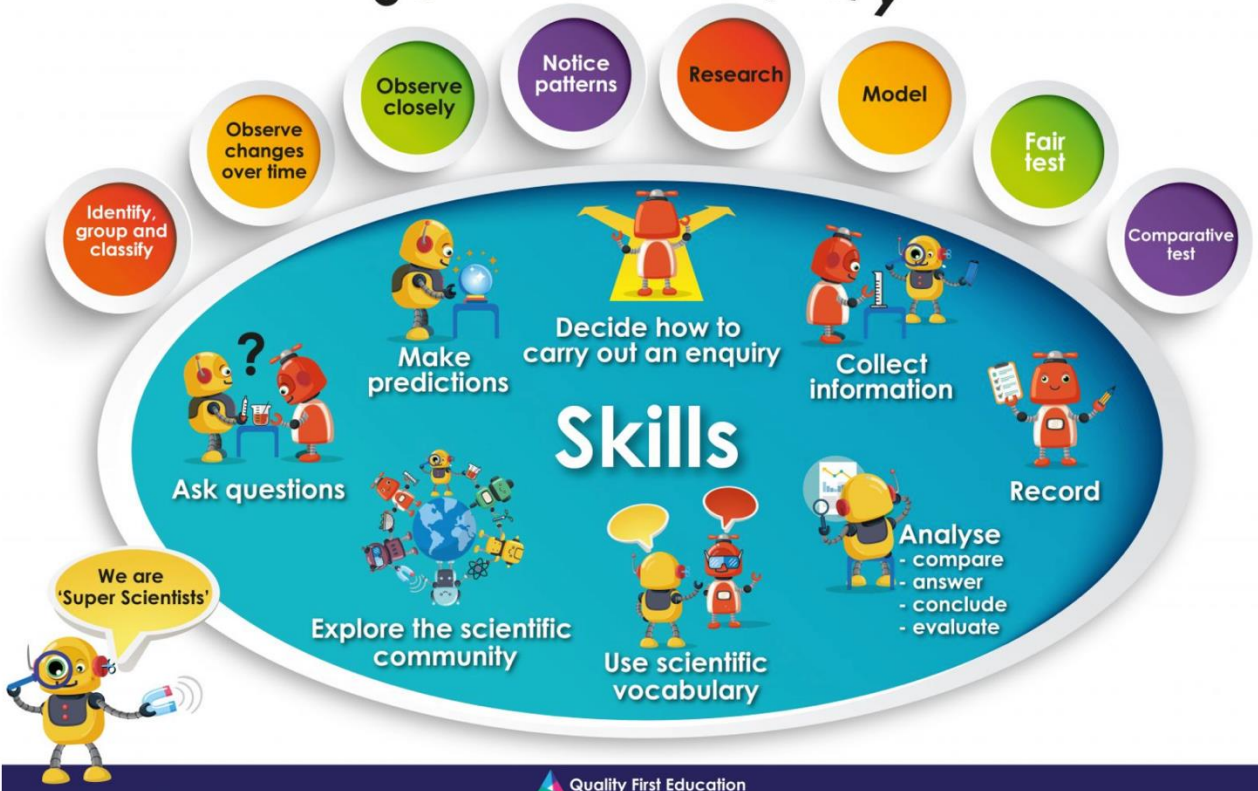 Identify,
group and
classify
Observe
changes
over time
Observe
closely
Notice
patterns
Research
Model
Fair
test
Comparative
test
?
Ask questions
Make
predictions
Decide how to
carry out an enquiry
Collect
information
Record
Skills
Explore the scientific
community
Use scientific
vocabulary
Analyse
- compare
- answer
- conclude
- evaluate
We are
'Super Scientists'
Quality First Education